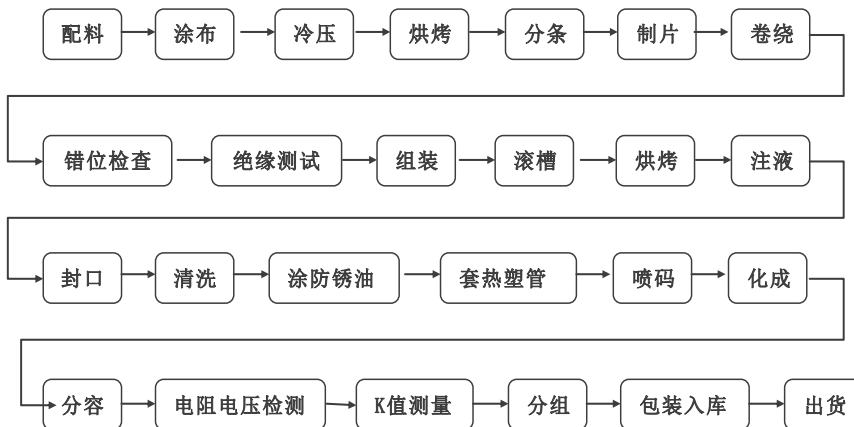 配料 涂布 冷压 烘烤 分条 制片 卷绕
错位检查 绝缘测试 组装 滚槽 烘烤 注液
封口 清洗 涂防锈油 套热塑管 喷码 化成
分容 电阻电压检测 K值测量 分组 包装入库 出货